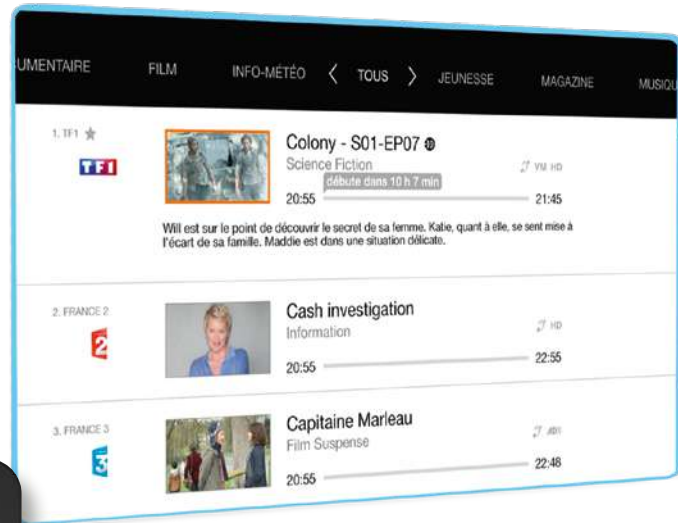 UMENTAIRE FILM INFO-MÉTÉO < TOUS > JEUNESSE MAGAZINE MUSIQU
1. TF1 ★
TF1
Colony - S01-EP07
Science Fiction
VM HD
débute dans 10 h 7 min
20:55 21:45
Will est sur le point de découvrir le secret de sa femme. Katie, quant à elle, se sent mise à
l'écart de sa famille. Maddie est dans une situation délicate.
2. FRANCE 2
2
Cash investigation
Information
HD
20:55 22:55
3. FRANCE 3
3
Capitaine Marleau
Film Suspense
20:55 22:48